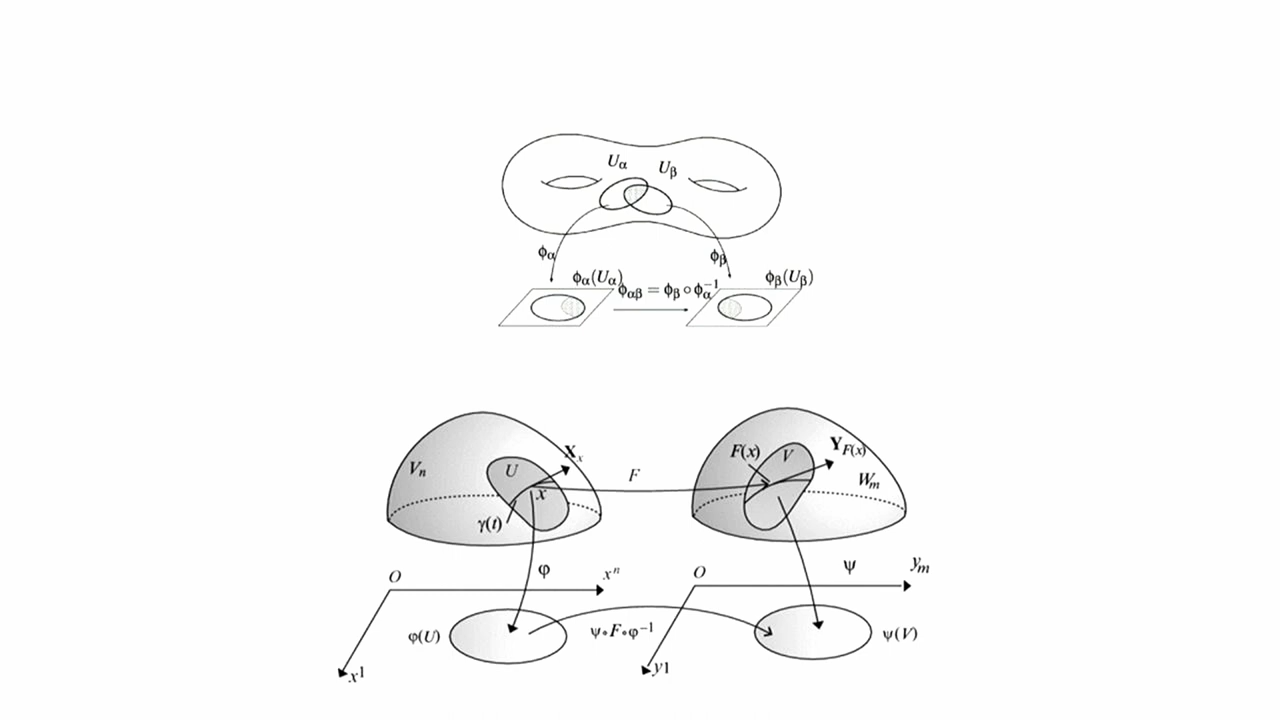 Uα Uβ
ϕα ϕβ
ϕα(Uα) ϕβ(Uβ)
ϕαβ = ϕβ ∘ ϕα⁻¹
Xₓ F(x) V Y_F(x)
Vₙ U F Wₘ
x
γ(t)
O xⁿ φ O ψ yₘ
φ(U) ψ∘F∘φ⁻¹ ψ(V)
x¹ y1